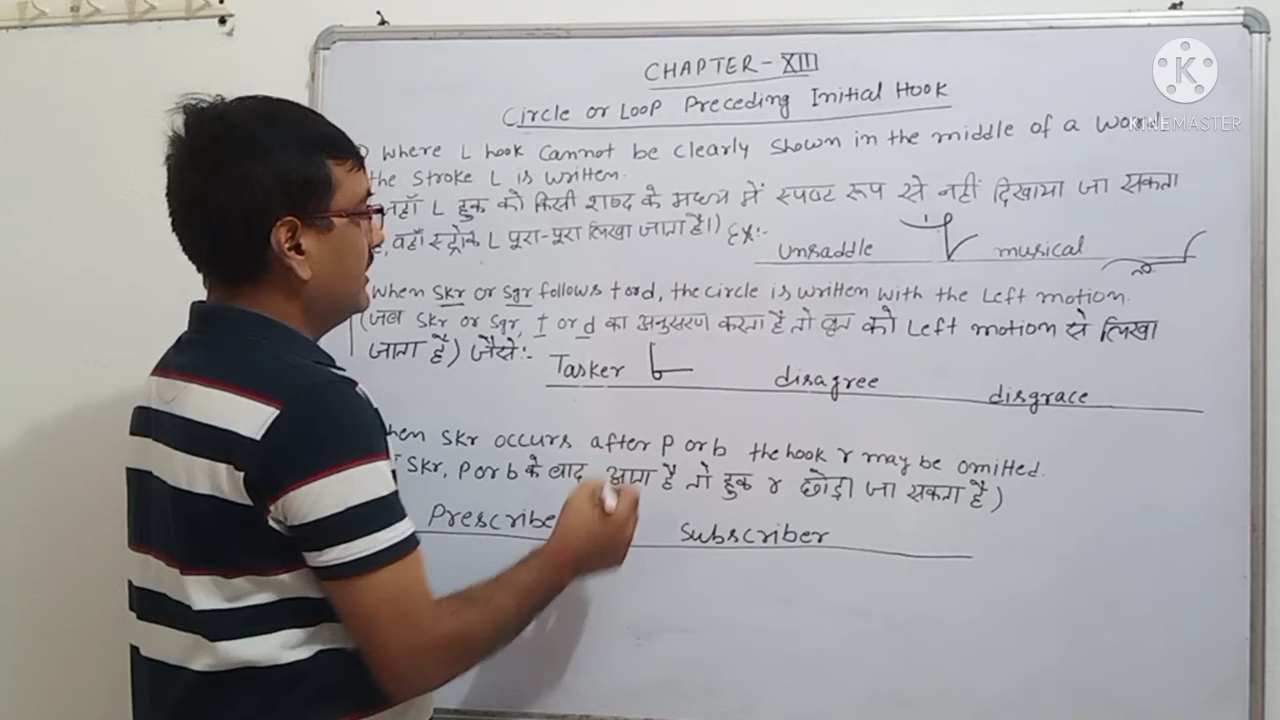 CHAPTER - XIII
Circle or Loop Preceding Initial Hook
Where L hook cannot be clearly shown in the middle of a word
the stroke L is written.
जहाँ L हुक को किसी शब्द के मध्य में स्पष्ट रूप से नहीं दिखाया जा सकता
है, वहाँ स्ट्रोक L पूरा-पूरा लिखा जाता है।) Ex:-
unsaddle musical
When Skr or Sgr follows t or d, the circle is written with the Left motion.
(जब Skr or Sgr, t or d का अनुसरण करता है तो वृत को Left motion से लिखा
जाता है) जैसे:-
Tasker disagree disgrace
hen Skr occurs after P or b the hook r may be omitted.
Skr, P or b के बाद आता है तो हुक r छोड़ा जा सकता है)
Prescribe Subscriber
K
KINEMASTER